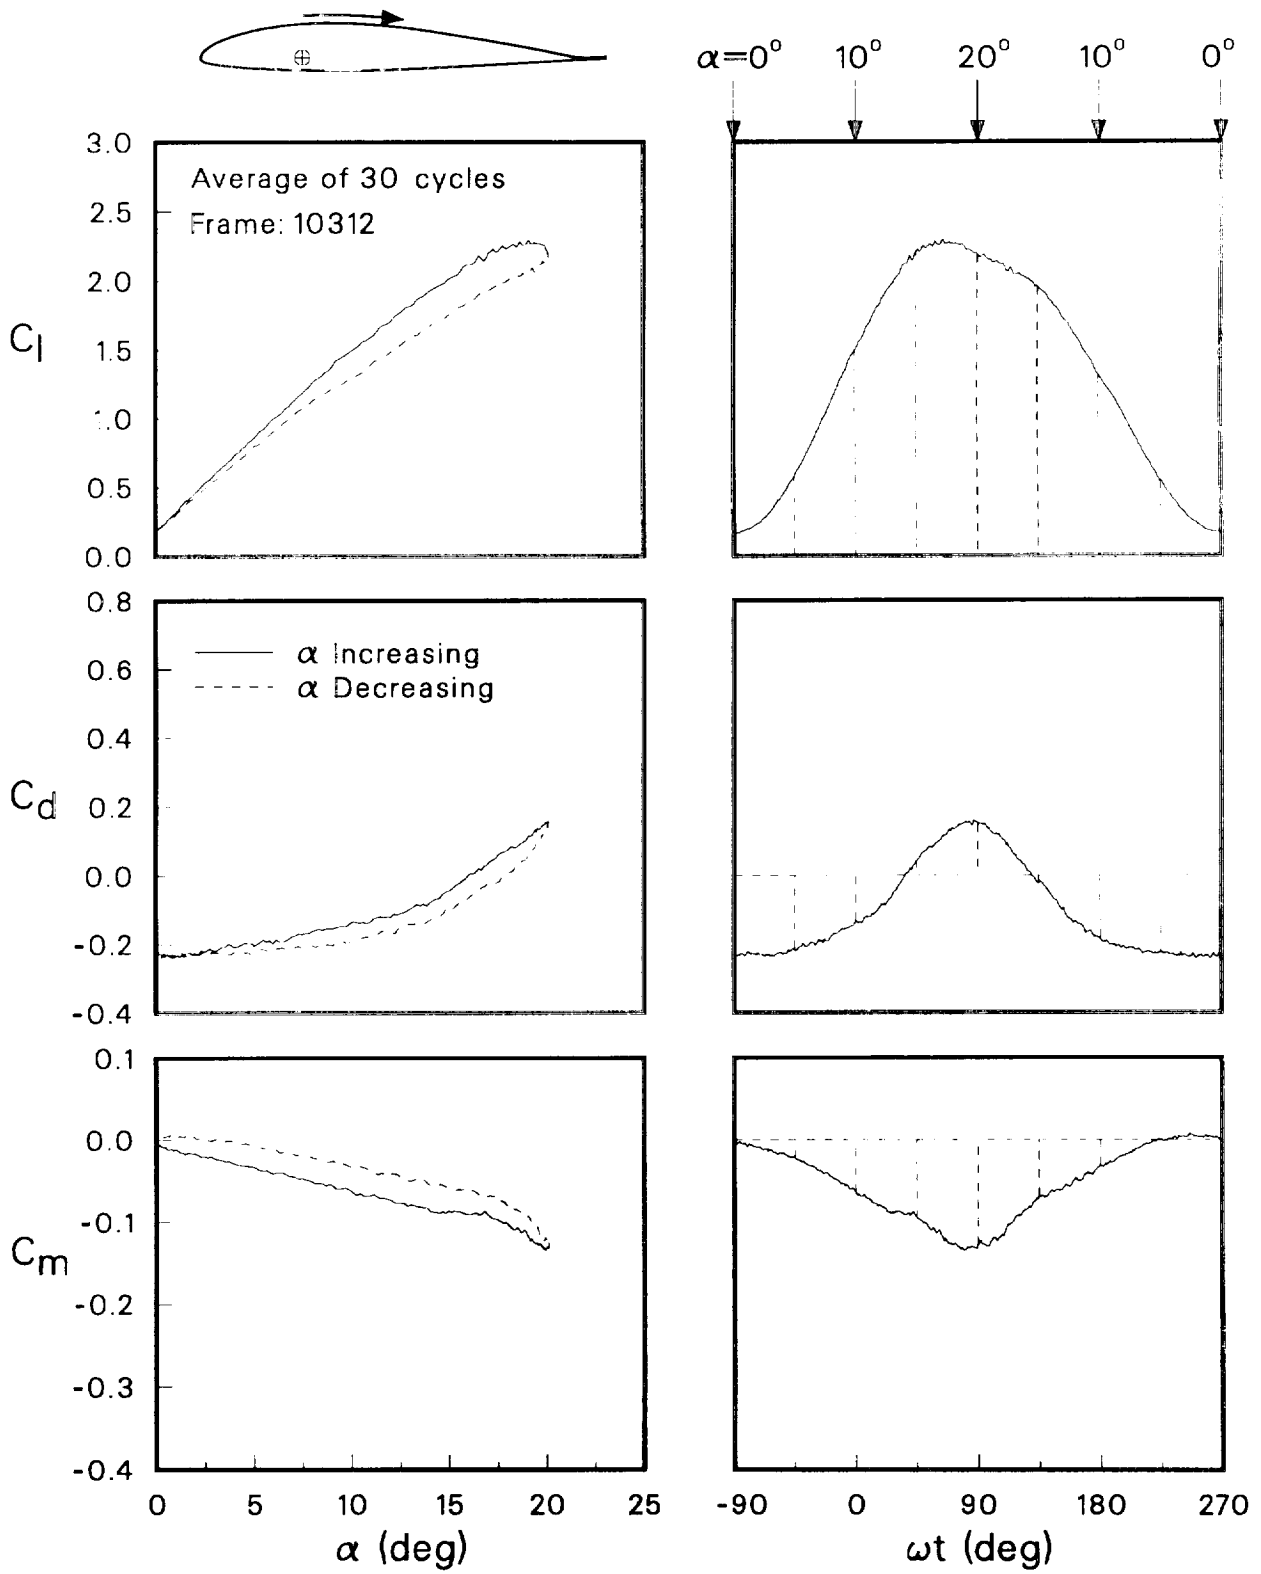 α=0° 10° 20° 10° 0°
Average of 30 cycles
Frame: 10312
3.0
2.5
2.0
1.5
1.0
0.5
0.0
Cl
α Increasing
α Decreasing
0.8
0.6
0.4
0.2
0.0
-0.2
-0.4
Cd
0.1
0.0
-0.1
-0.2
-0.3
-0.4
Cm
0 5 10 15 20 25
α (deg)
-90 0 90 180 270
ωt (deg)